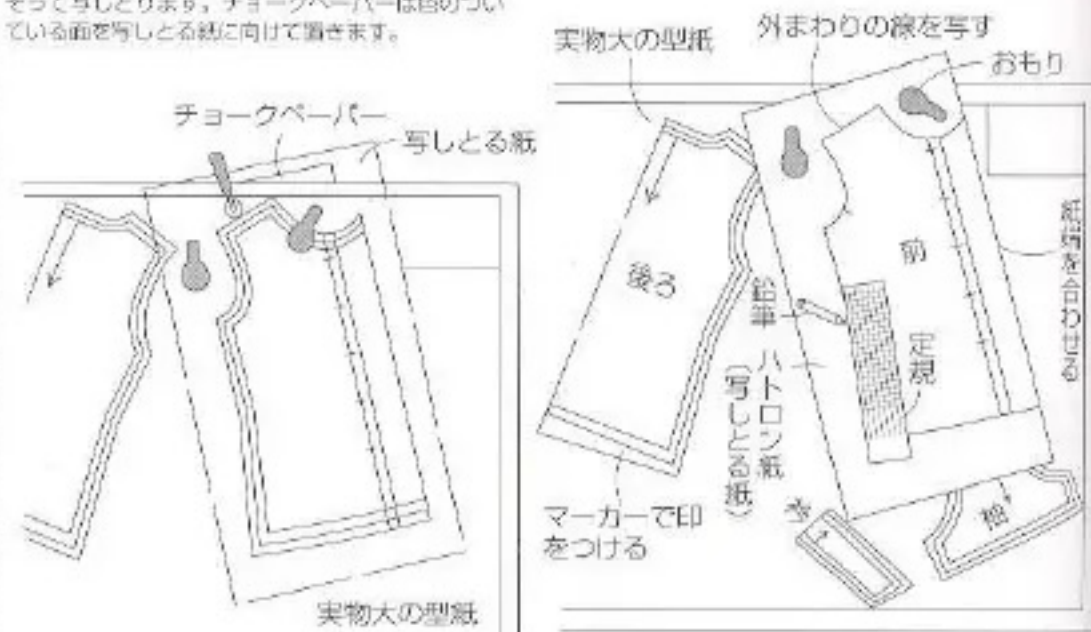 そって写しとります。チョークペーパーは色のつい
ている面を写しとる紙に向けて置きます。
チョークペーパー
写しとる紙
実物大の型紙
実物大の型紙
外まわりの線を写す
おもり
後ろ
前
鉛筆
定規
ハトロン紙
(写しとる紙)
紙端を合わせる
マーカーで印
をつける
袖